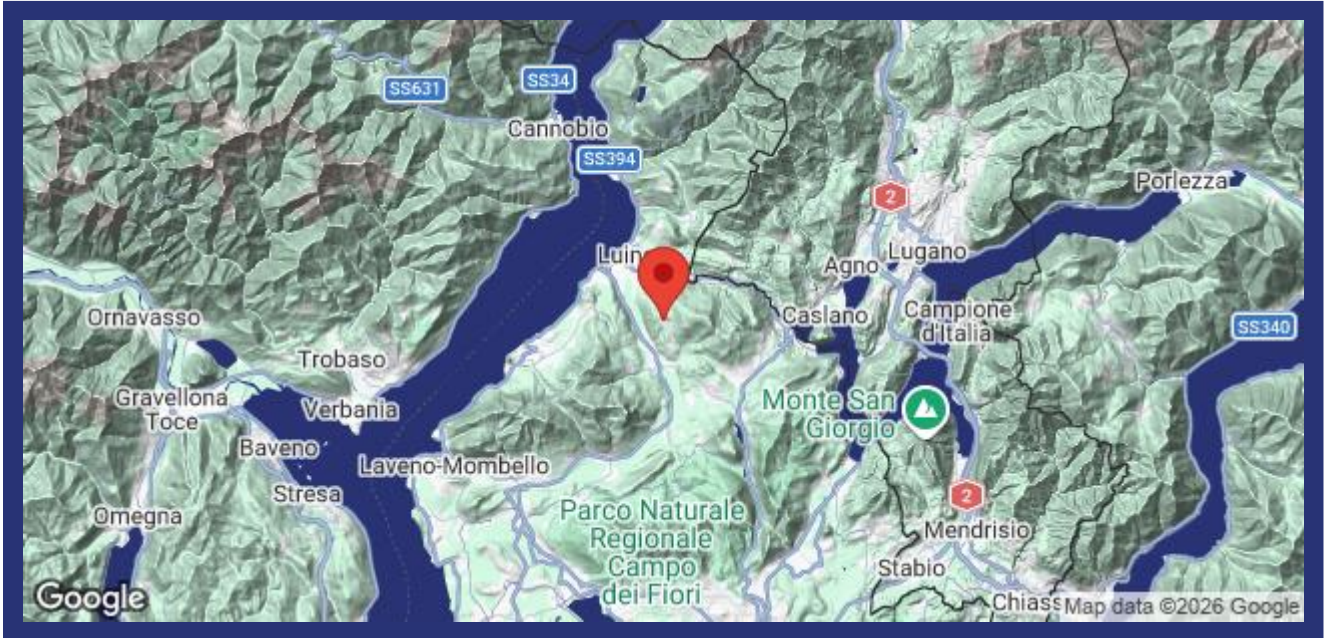 SS631
SS34
Cannobio
SS394
Porlezza
2
Luin
Agno
Lugano
Ornavasso
Caslano
Campione
d'Italia
SS340
Trobaso
Gravellona
Toce
Verbania
Monte San
Giorgio
Baveno
Laveno-Mombello
Stresa
2
Omegna
Parco Naturale
Regionale
Campo
dei Fiori
Mendrisio
Stabio
Google
Chiass
Map data ©2026 Google